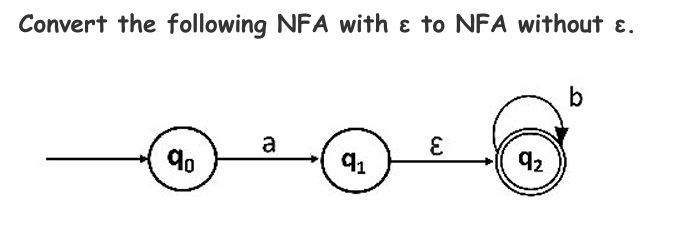 Convert the following NFA with ε to NFA without ε.
b
a
ε
q0
q1
q2